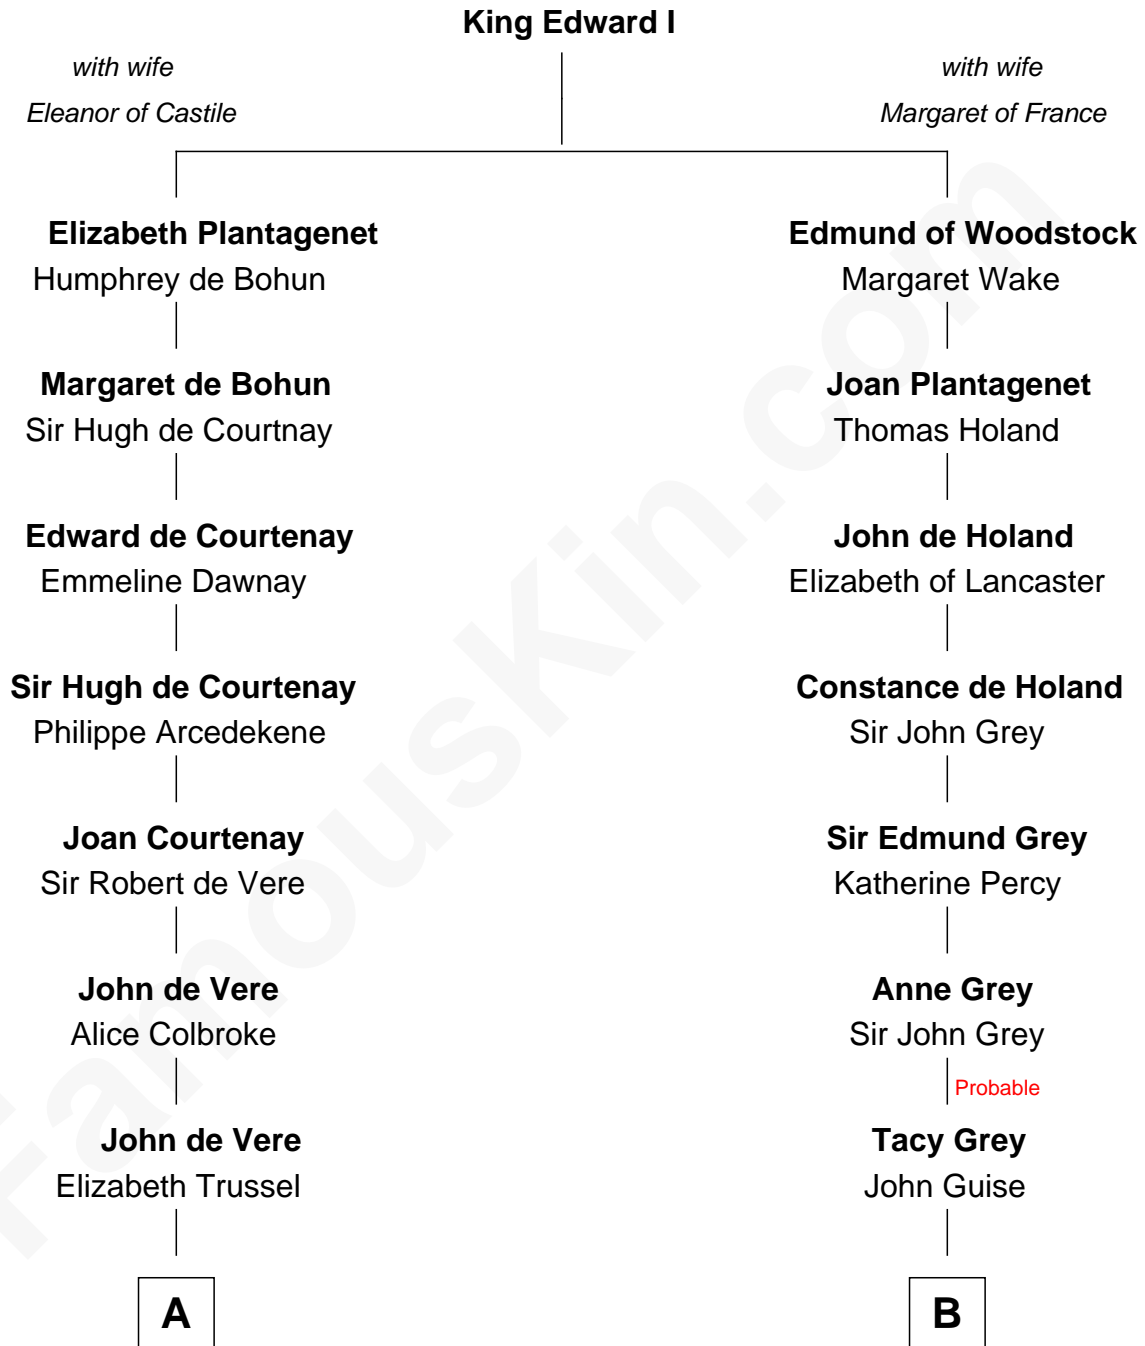 King Edward I
with wife
Eleanor of Castile
with wife
Margaret of France
Elizabeth Plantagenet
Humphrey de Bohun
Edmund of Woodstock
Margaret Wake
Margaret de Bohun
Sir Hugh de Courtnay
Joan Plantagenet
Thomas Holand
Edward de Courtenay
Emmeline Dawnay
John de Holand
Elizabeth of Lancaster
Sir Hugh de Courtenay
Philippe Arcedekene
Constance de Holand
Sir John Grey
Joan Courtenay
Sir Robert de Vere
Sir Edmund Grey
Katherine Percy
John de Vere
Alice Colbroke
Anne Grey
Sir John Grey
Probable
John de Vere
Elizabeth Trussel
Tacy Grey
John Guise
A
B
FamousKin.com